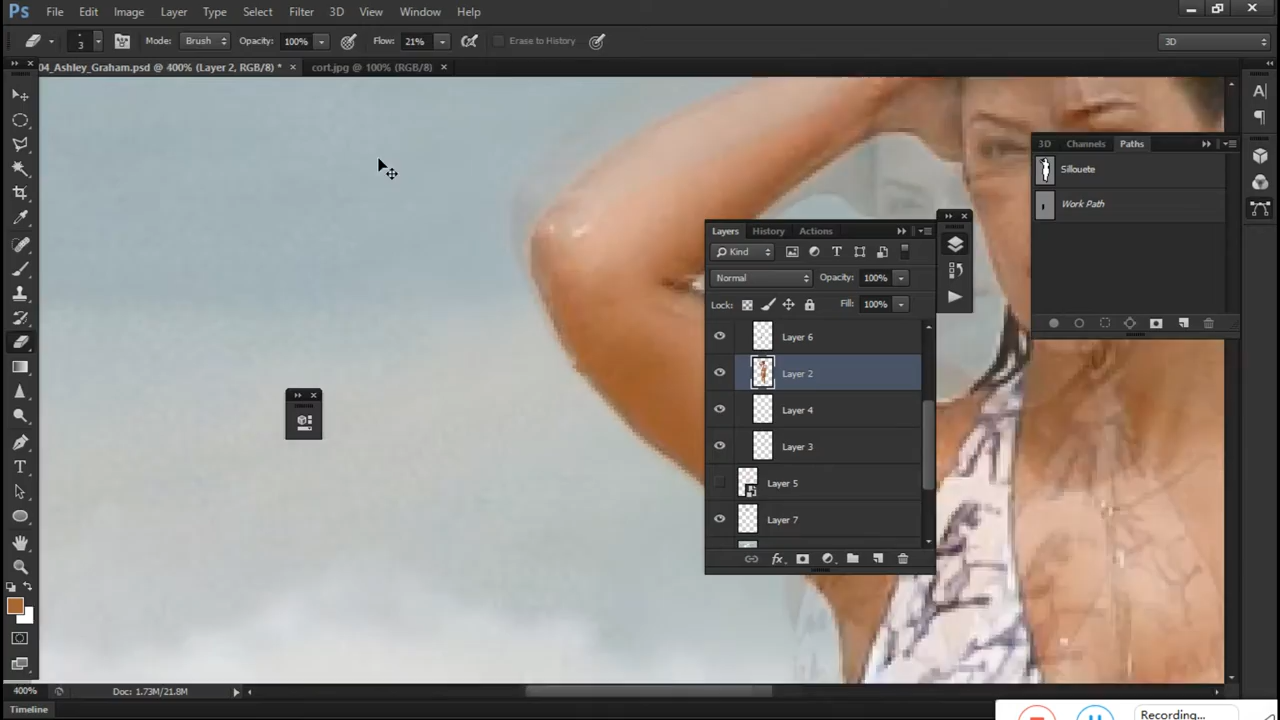 Ps File Edit Image Layer Type Select Filter 3D View Window Help
3 Mode: Brush Opacity: 100% Flow: 21% Erase to History 3D
04_Ashley_Graham.psd @ 400% (Layer 2, RGB/8) * × cort.jpg @ 100% (RGB/8) ×
3D Channels Paths
Sillouete
Work Path
Layers History Actions
Kind
Normal Opacity: 100%
Lock: Fill: 100%
Layer 6
Layer 2
Layer 4
Layer 3
Layer 5
Layer 7
fx
400% Doc: 1.73M/21.8M
Timeline
Recording...